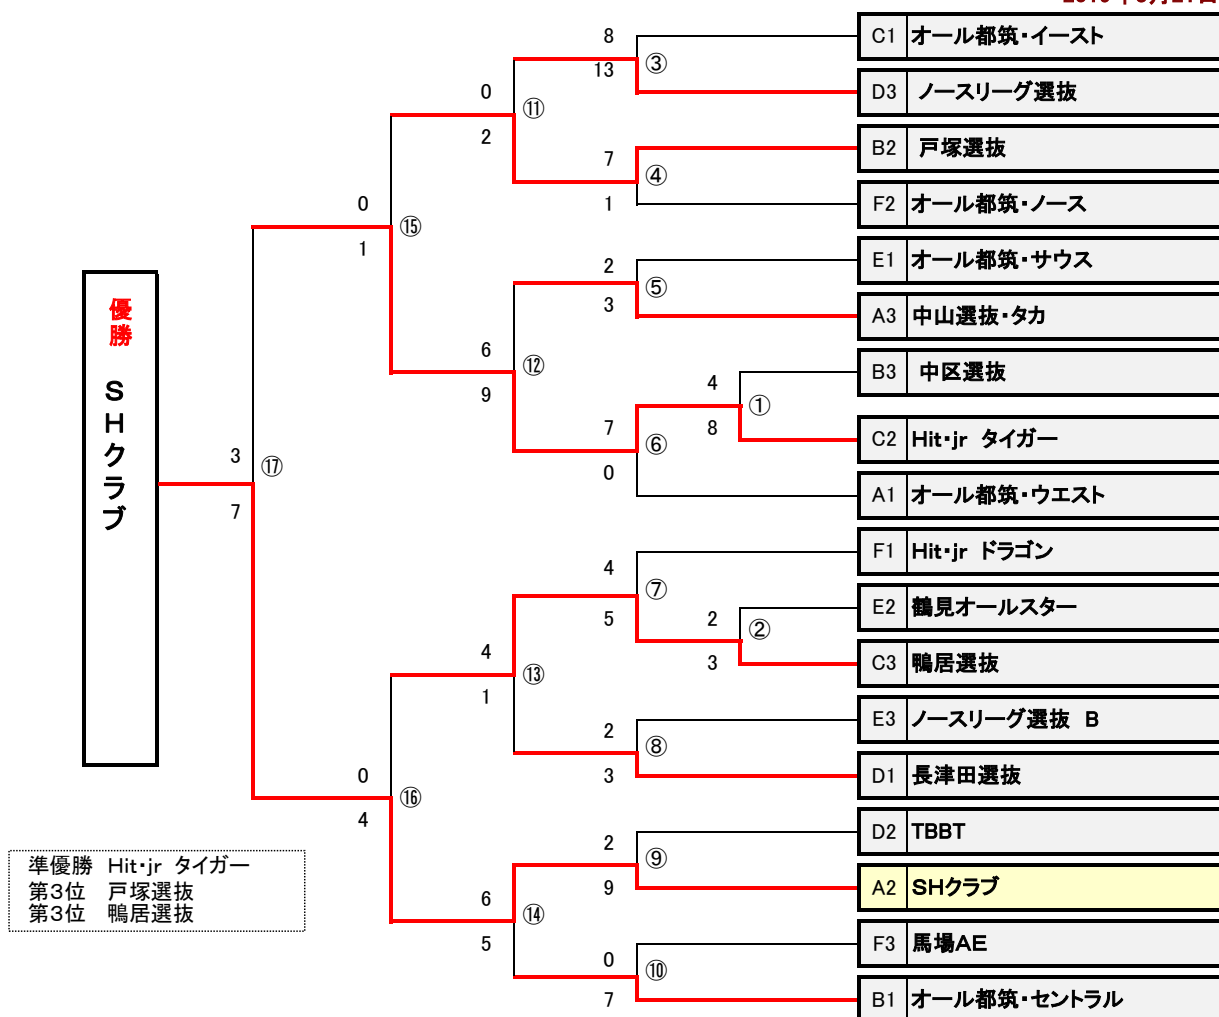 8
C1 オール都筑・イースト
③
13
D3 ノースリーグ選抜
0
⑪
2
7
B2 戸塚選抜
④
1
F2 オール都筑・ノース
0
⑮
1
2
E1 オール都筑・サウス
⑤
3
A3 中山選抜・タカ
6
⑫
9
B3 中区選抜
4
①
8
7
C2 Hit・jr タイガー
⑥
0
A1 オール都筑・ウエスト
優勝
SHクラブ
3
⑰
7
F1 Hit・jr ドラゴン
4
⑦
5
E2 鶴見オールスター
2
②
3
C3 鴨居選抜
4
⑬
1
E3 ノースリーグ選抜 B
2
⑧
3
D1 長津田選抜
0
⑯
4
D2 TBBT
2
⑨
9
A2 SHクラブ
6
⑭
5
F3 馬場AE
0
⑩
7
B1 オール都筑・セントラル
準優勝 Hit・jr タイガー
第3位 戸塚選抜
第3位 鴨居選抜